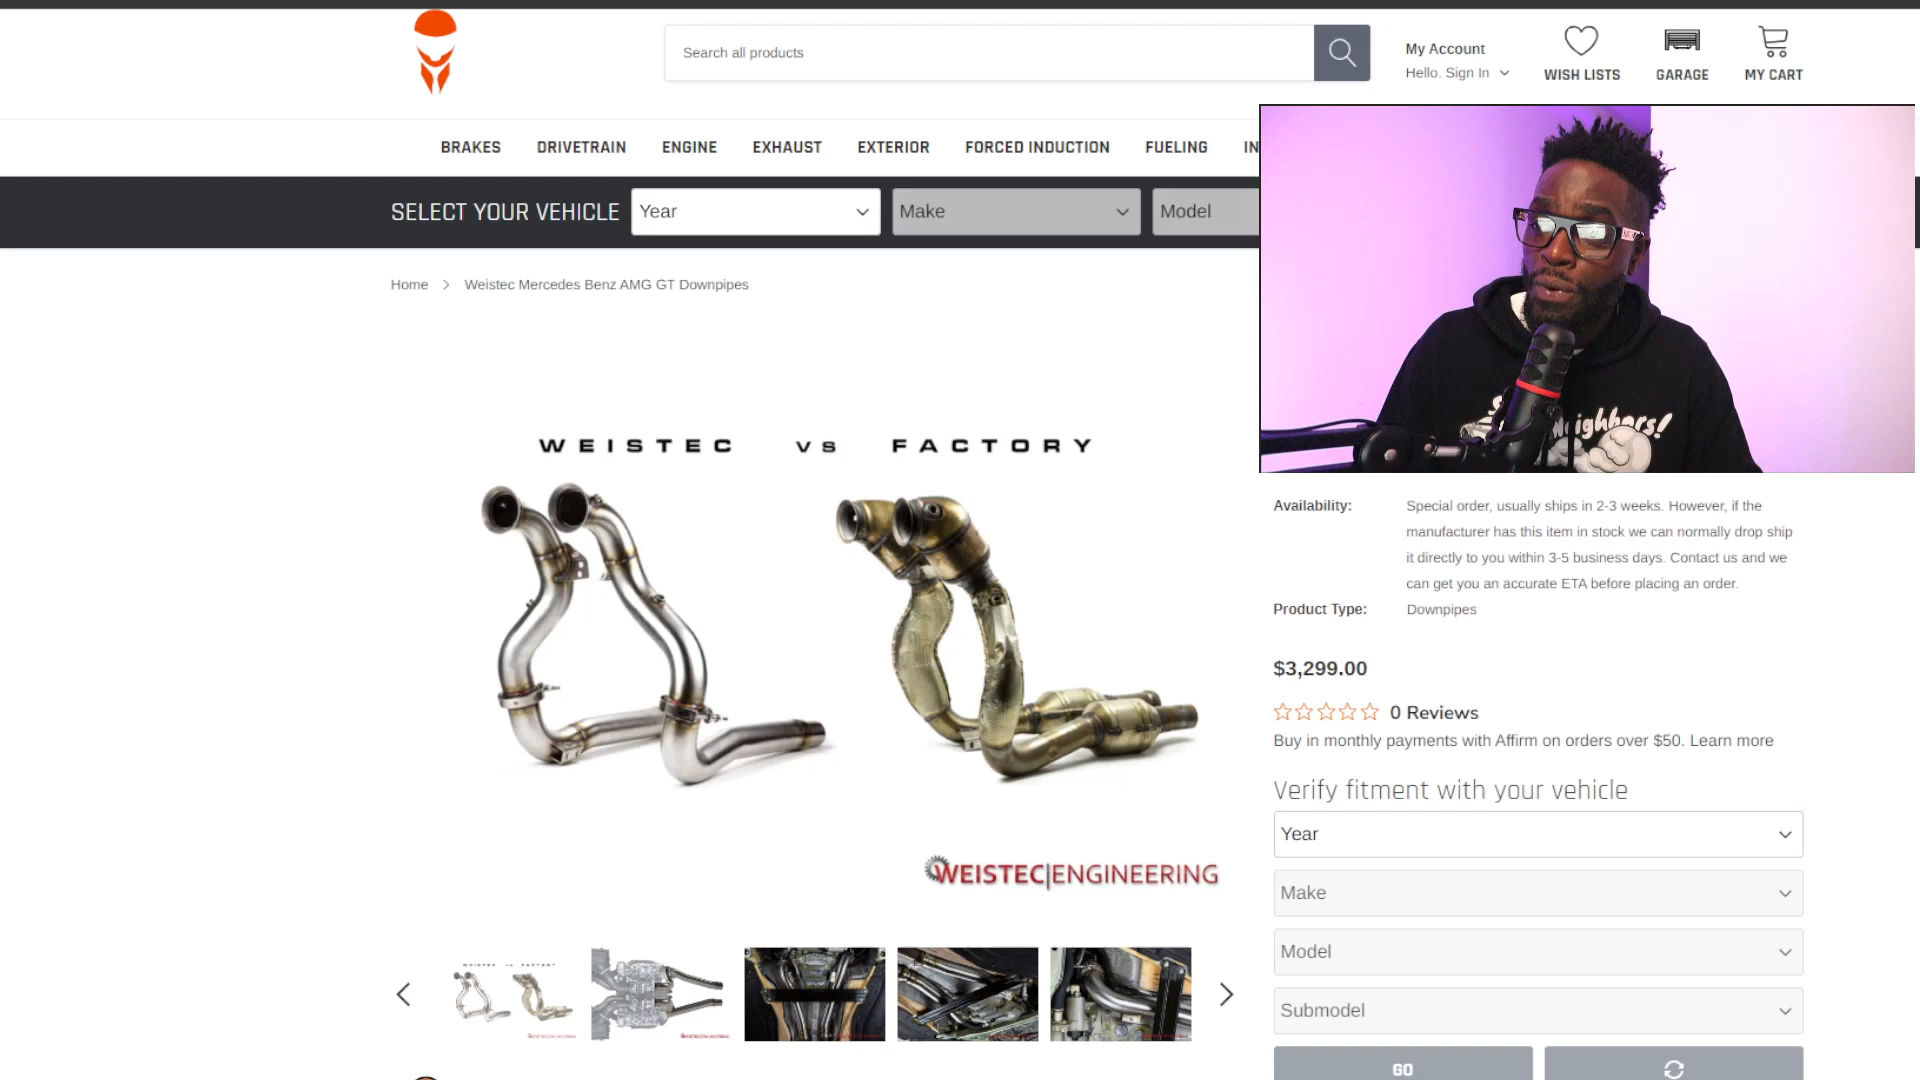 Search all products
My Account
Hello. Sign In
WISH LISTS
GARAGE
MY CART
BRAKES
DRIVETRAIN
ENGINE
EXHAUST
EXTERIOR
FORCED INDUCTION
FUELING
IN
SELECT YOUR VEHICLE
Year
Make
Model
Home
Weistec Mercedes Benz AMG GT Downpipes
WEISTEC VS FACTORY
WEISTEC|ENGINEERING
Neighbors!
Availability:
Special order, usually ships in 2-3 weeks. However, if the
manufacturer has this item in stock we can normally drop ship
it directly to you within 3-5 business days. Contact us and we
can get you an accurate ETA before placing an order.
Product Type:
Downpipes
$3,299.00
0 Reviews
Buy in monthly payments with Affirm on orders over $50. Learn more
Verify fitment with your vehicle
Year
Make
Model
Submodel
GO
WEISTEC VS FACTORY